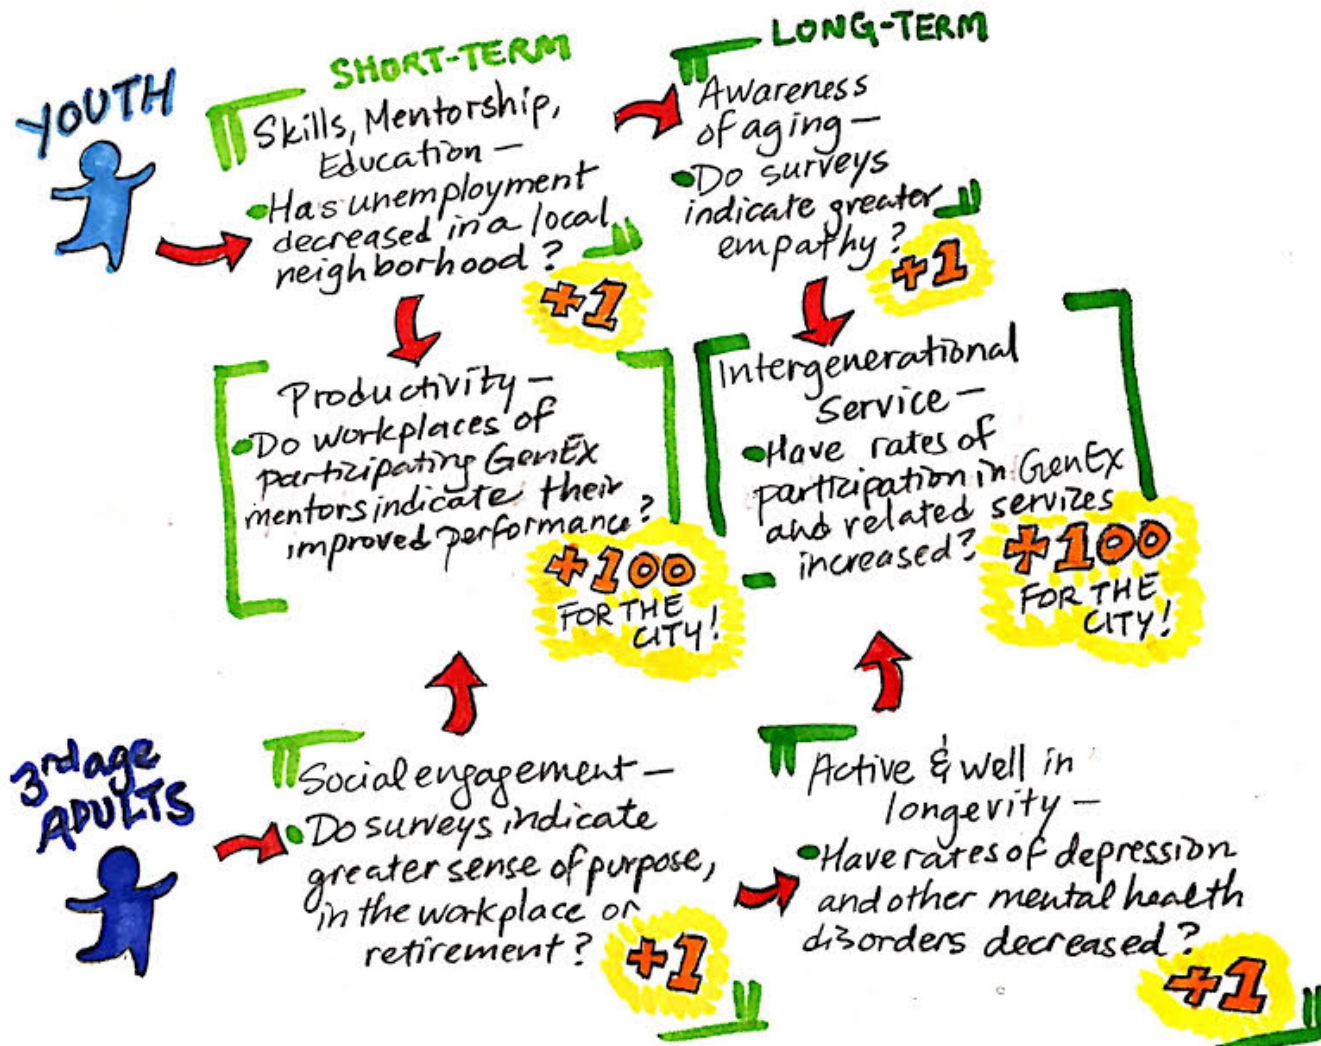 YOUTH
SHORT-TERM
Skills, Mentorship,
Education —
•Has unemployment
decreased in a local
neighborhood?
+1
LONG-TERM
Awareness
of aging —
•Do surveys
indicate greater
empathy?
+1
Productivity —
•Do workplaces of
participating GenEx
mentors indicate their
improved performance?
+100
FOR THE
CITY!
Intergenerational
Service —
•Have rates of
participation in GenEx
and related services
increased?
+100
FOR THE
CITY!
3rd age
ADULTS
Social engagement —
•Do surveys indicate
greater sense of purpose,
in the workplace or
retirement?
+1
Active & well in
longevity —
•Have rates of depression
and other mental health
disorders decreased?
+1